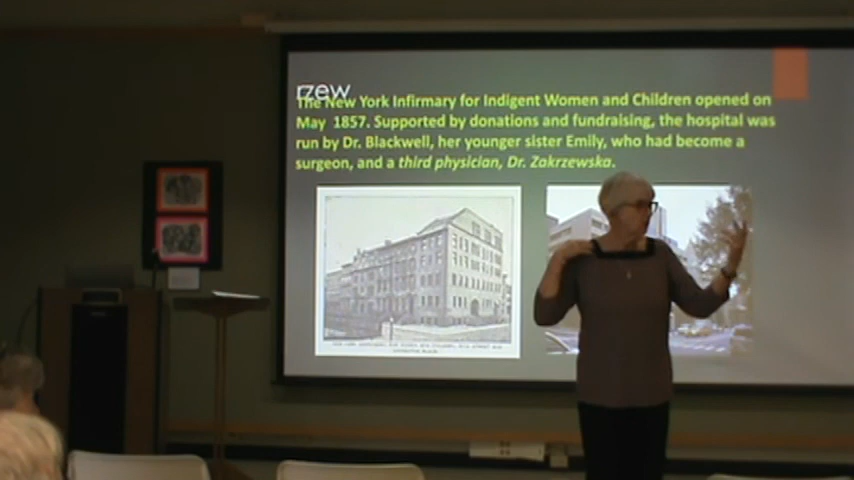 rzew
The New York Infirmary for Indigent Women and Children opened on
May 1857. Supported by donations and fundraising, the hospital was
run by Dr. Blackwell, her younger sister Emily, who had become a
surgeon, and a third physician, Dr. Zakrzewska.